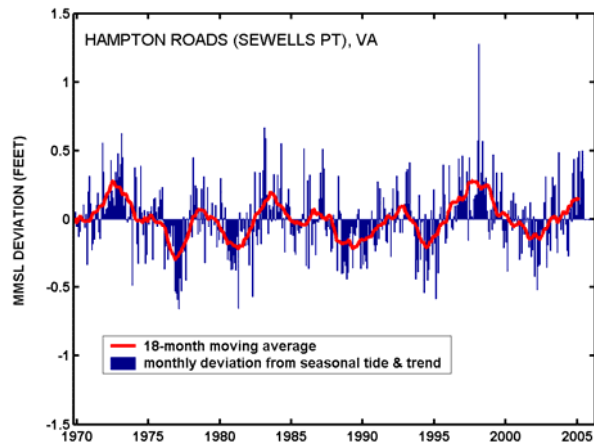 HAMPTON ROADS (SEWELLS PT), VA
MMSL DEVIATION (FEET)
1.5
1
0.5
0
-0.5
-1
-1.5
18-month moving average
monthly deviation from seasonal tide & trend
1970 1975 1981 1985 1990 1995 2000 2005